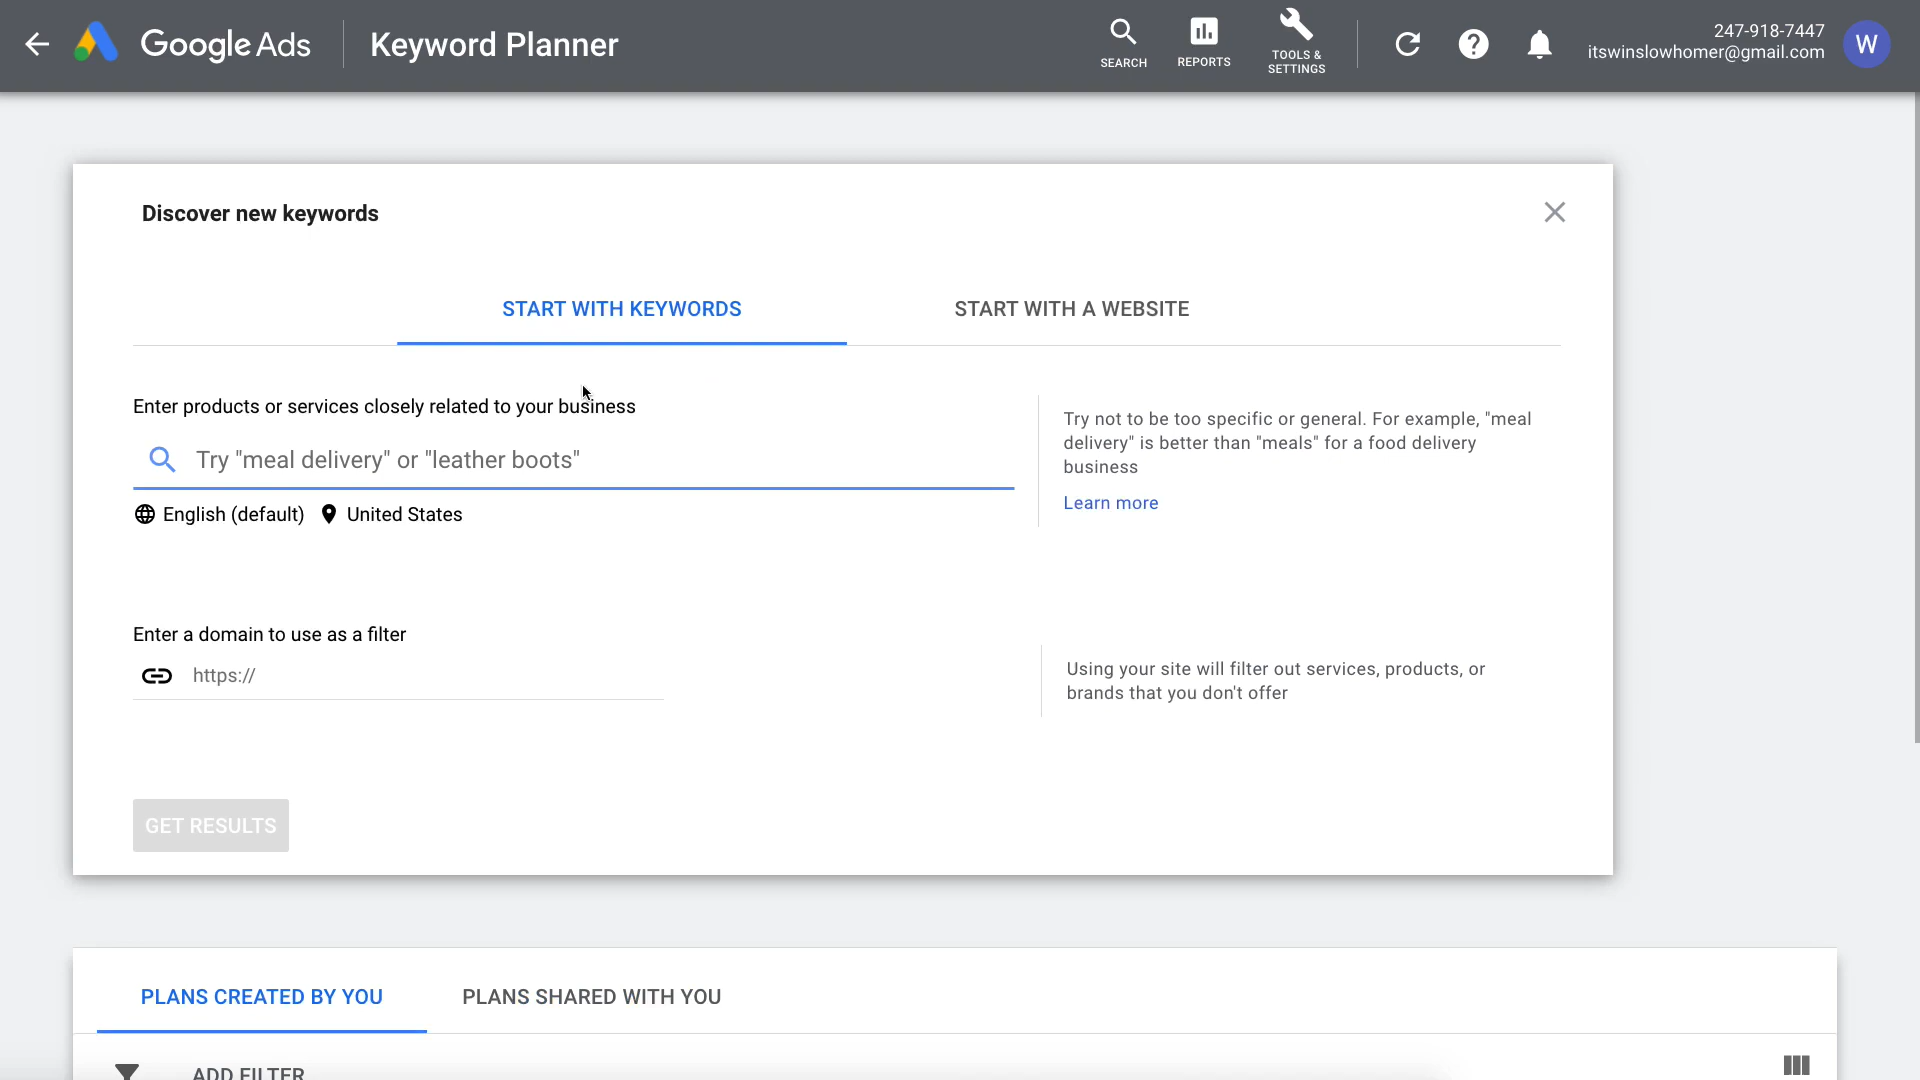 Google Ads
Keyword Planner
SEARCH
REPORTS
TOOLS &
SETTINGS
247-918-7447
itswinslowhomer@gmail.com
W
Discover new keywords
START WITH KEYWORDS
START WITH A WEBSITE
Enter products or services closely related to your business
Try "meal delivery" or "leather boots"
English (default)
United States
Try not to be too specific or general. For example, "meal
delivery" is better than "meals" for a food delivery
business
Learn more
Enter a domain to use as a filter
https://
Using your site will filter out services, products, or
brands that you don't offer
GET RESULTS
PLANS CREATED BY YOU
PLANS SHARED WITH YOU
ADD FILTER